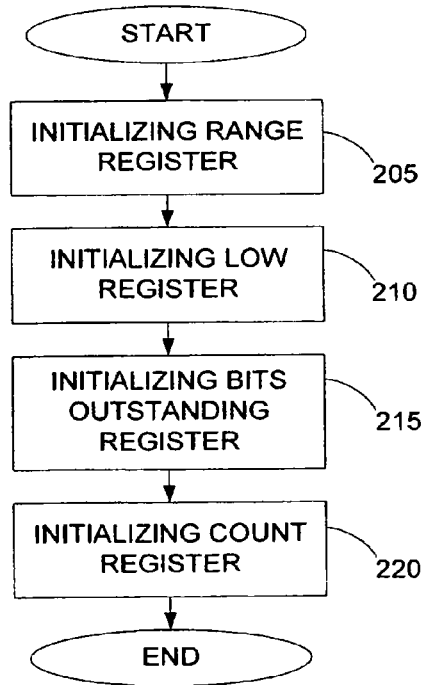 START
INITIALIZING RANGE
REGISTER
205
INITIALIZING LOW
REGISTER
210
INITIALIZING BITS
OUTSTANDING
REGISTER
215
INITIALIZING COUNT
REGISTER
220
END